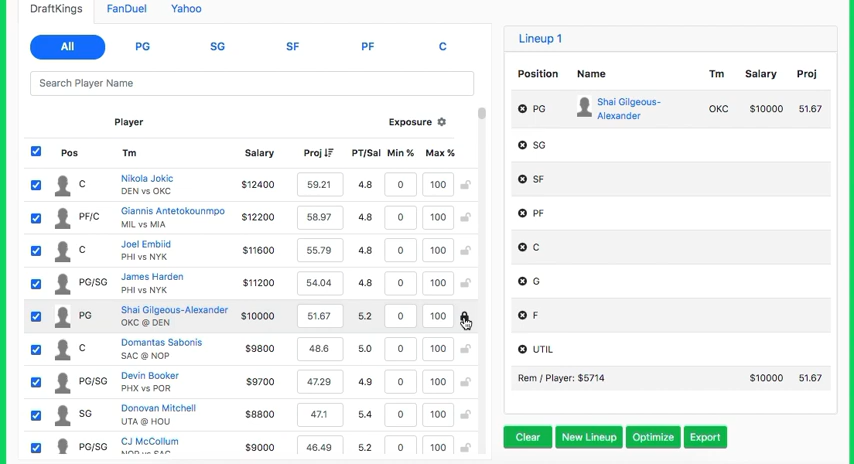 DraftKings FanDuel Yahoo
All PG SG SF PF C
Search Player Name
Player Exposure
Pos Tm Salary Proj PT/Sal Min % Max %
C Nikola Jokic $12400 59.21 4.8 0 100
DEN vs OKC
PF/C Giannis Antetokounmpo $12200 58.97 4.8 0 100
MIL vs MIA
C Joel Embiid $11600 55.79 4.8 0 100
PHI vs NYK
PG/SG James Harden $11200 54.04 4.8 0 100
PHI vs NYK
PG Shai Gilgeous-Alexander $10000 51.67 5.2 0 100
OKC @ DEN
C Domantas Sabonis $9800 48.6 5.0 0 100
SAC @ NOP
PG/SG Devin Booker $9700 47.29 4.9 0 100
PHX vs POR
SG Donovan Mitchell $8800 47.1 5.4 0 100
UTA @ HOU
PG/SG CJ McCollum $9000 46.49 5.2 0 100
NOP vs SAC
Lineup 1
Position Name Tm Salary Proj
PG Shai Gilgeous-
Alexander OKC $10000 51.67
SG
SF
PF
C
G
F
UTIL
Rem / Player: $5714 $10000 51.67
Clear New Lineup Optimize Export